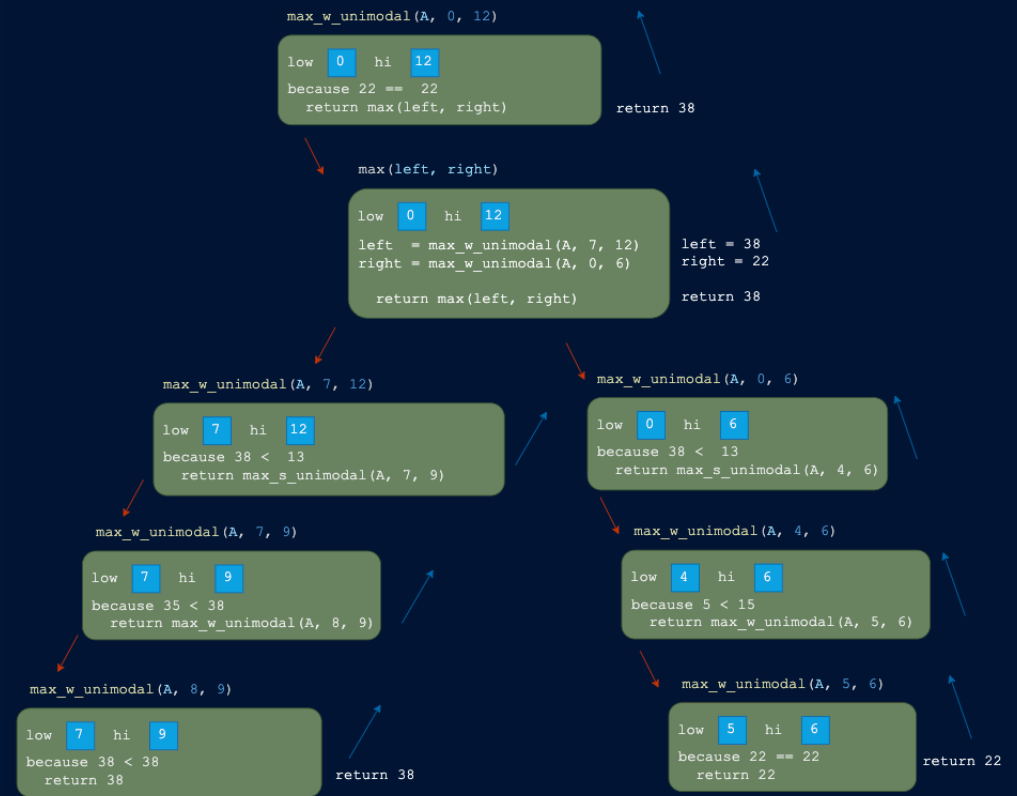 max_w_unimodal(A, 0, 12)
low 0 hi 12
because 22 == 22
return max(left, right)
return 38
max(left, right)
low 0 hi 12
left = max_w_unimodal(A, 7, 12)
right = max_w_unimodal(A, 0, 6)
return max(left, right)
left = 38
right = 22
return 38
max_w_unimodal(A, 7, 12)
low 7 hi 12
because 38 < 13
return max_s_unimodal(A, 7, 9)
max_w_unimodal(A, 0, 6)
low 0 hi 6
because 38 < 13
return max_s_unimodal(A, 4, 6)
max_w_unimodal(A, 7, 9)
low 7 hi 9
because 35 < 38
return max_w_unimodal(A, 8, 9)
max_w_unimodal(A, 4, 6)
low 4 hi 6
because 5 < 15
return max_w_unimodal(A, 5, 6)
max_w_unimodal(A, 8, 9)
low 7 hi 9
because 38 < 38
return 38
return 38
max_w_unimodal(A, 5, 6)
low 5 hi 6
because 22 == 22
return 22
return 22